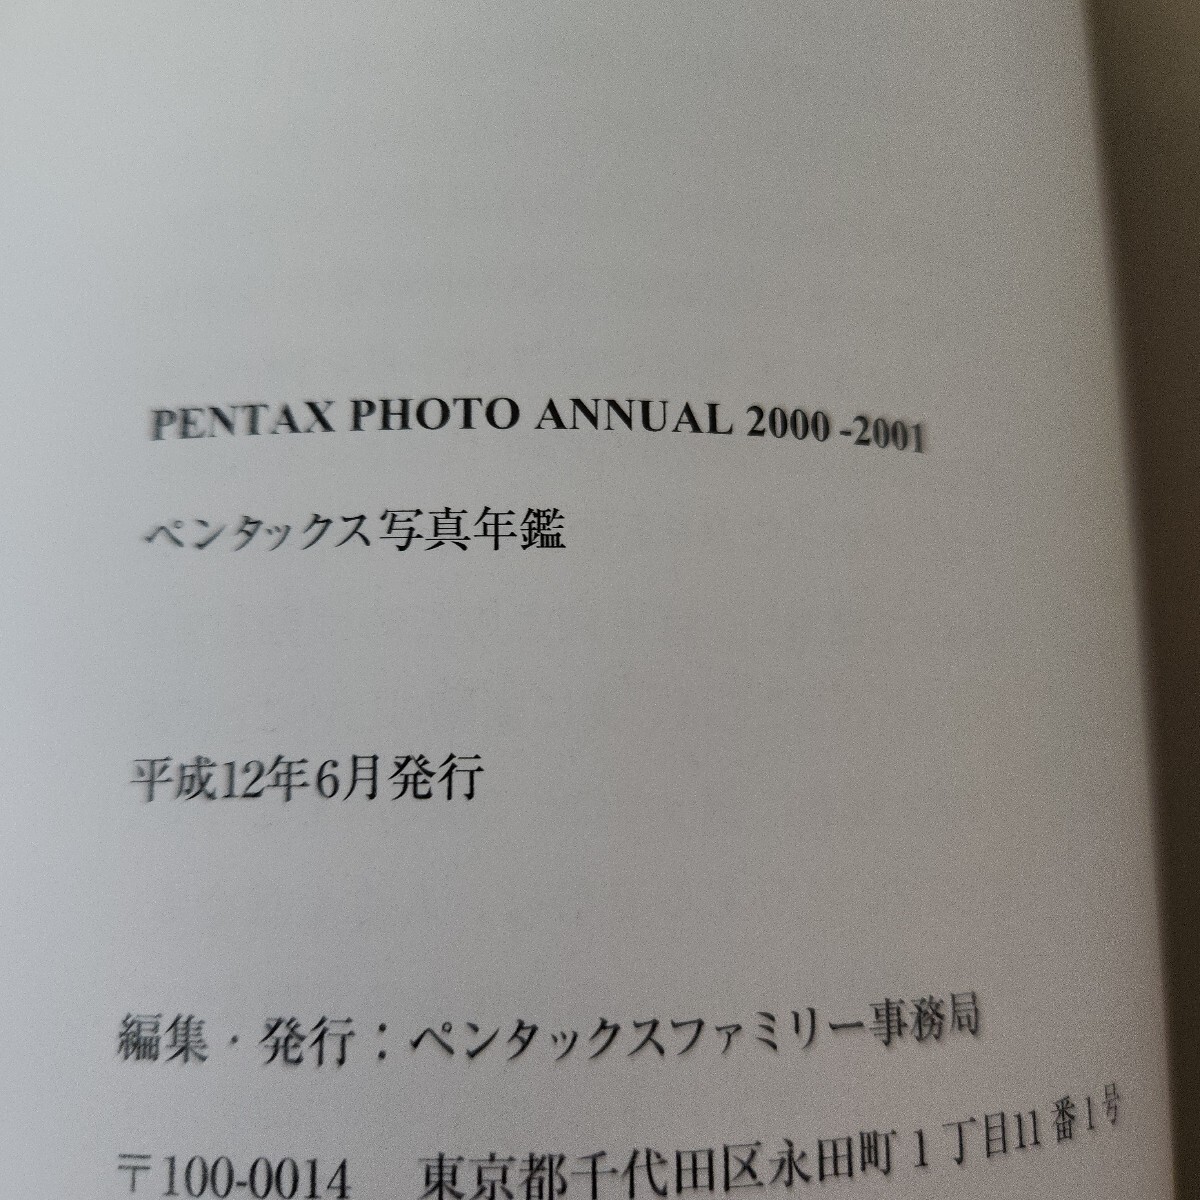 PENTAX PHOTO ANNUAL 2000 -2001
ペンタックス写真年鑑
平成12年6月発行
編集・発行：ペンタックスファミリー事務局
〒100-0014 東京都千代田区永田町1丁目11番1号